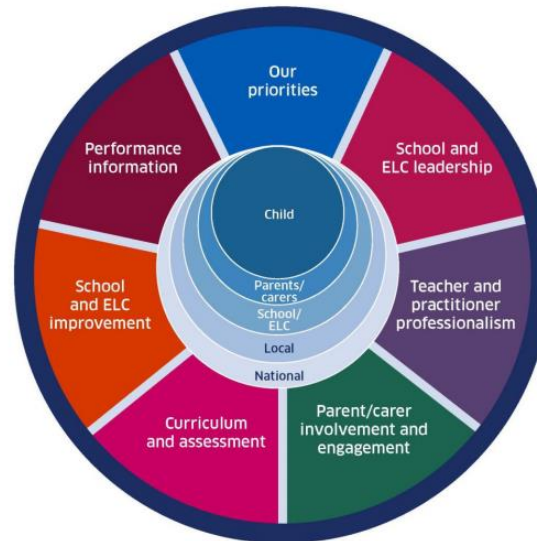 Our
priorities
School and
ELC leadership
Teacher and
practitioner
professionalism
Parent/carer
involvement and
engagement
Curriculum
and assessment
School
and ELC
improvement
Performance
information
Child
Parents/
carers
School/
ELC
Local
National